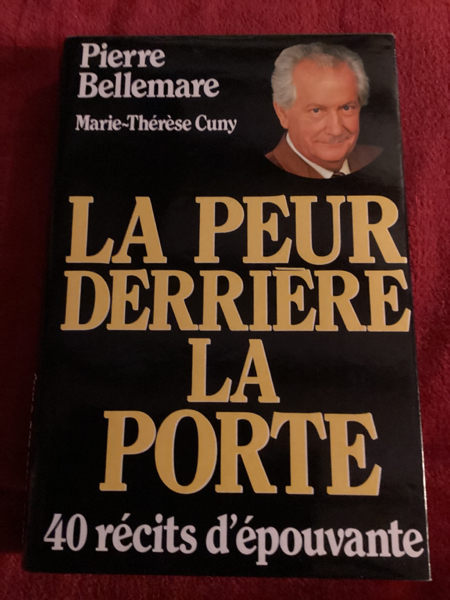 Pierre
Bellemare
Marie-Thérèse Cuny
LA PEUR
DERRIÈRE
LA
PORTE
40 récits d'épouvante